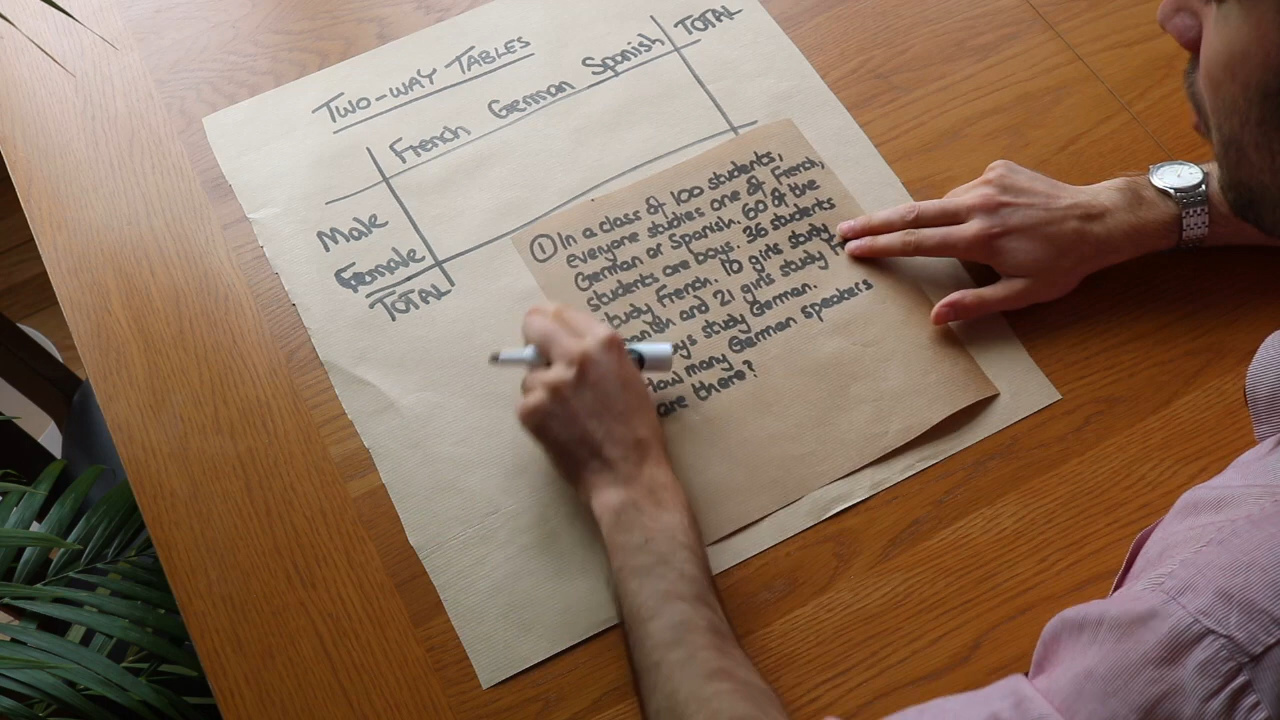 TWO-WAY TABLES
French German Spanish TOTAL
Male
Female
TOTAL
① In a class of 100 students,
everyone studies one of French,
German or Spanish. 60 of the
students are boys. 36 students
study French. 10 girls study
and 21 girls study
study German.
How many German speakers
are there?